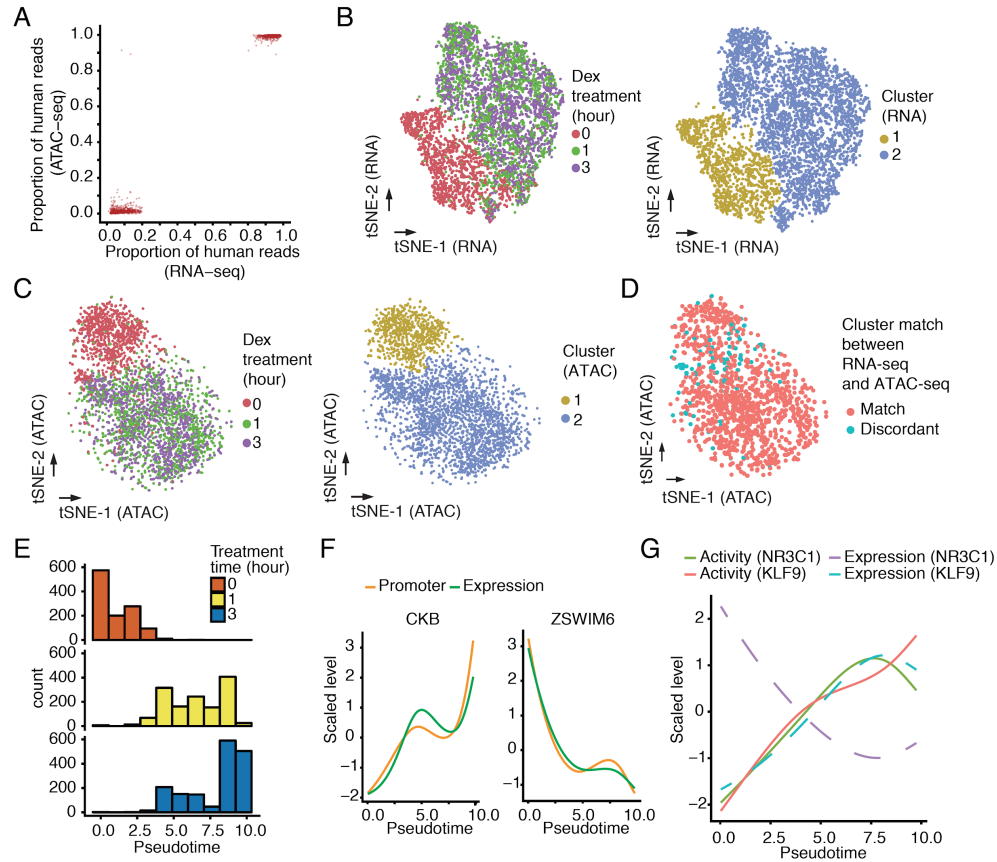 A
Proportion of human reads
(ATAC–seq)
1.0
0.8
0.6
0.4
0.2
0.0
0.0 0.2 0.4 0.6 0.8 1.0
Proportion of human reads
(RNA–seq)
B
tSNE-2 (RNA)
tSNE-1 (RNA)
Dex
treatment
(hour)
0
1
3
tSNE-2 (RNA)
tSNE-1 (RNA)
Cluster
(RNA)
1
2
C
tSNE-2 (ATAC)
tSNE-1 (ATAC)
Dex
treatment
(hour)
0
1
3
tSNE-2 (ATAC)
tSNE-1 (ATAC)
Cluster
(ATAC)
1
2
D
tSNE-2 (ATAC)
tSNE-1 (ATAC)
Cluster match
between
RNA-seq
and ATAC-seq
Match
Discordant
E
Treatment
time (hour)
0
1
3
count
600
400
200
0
600
400
200
0
600
400
200
0
0.0 2.5 5.0 7.5 10.0
Pseudotime
F
Promoter Expression
CKB
Scaled level
3
2
1
0
−1
−2
0.0 2.5 5.0 7.5 10.0
Pseudotime
ZSWIM6
3
2
1
0
−1
0.0 2.5 5.0 7.5 10.0
Pseudotime
G
Activity (NR3C1) Expression (NR3C1)
Activity (KLF9) Expression (KLF9)
Scaled level
2
1
0
−1
−2
0.0 2.5 5.0 7.5 10.0
Pseudotime